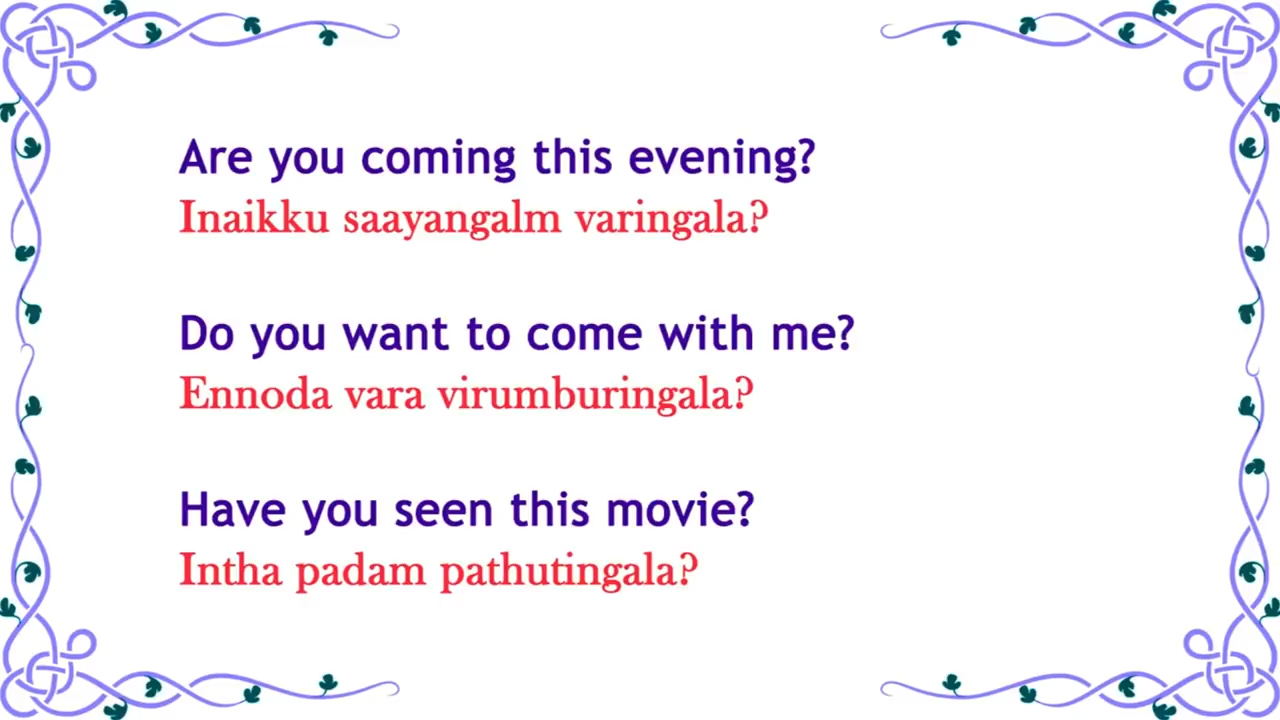 Are you coming this evening?
Inaikku saayangalm varingala?
Do you want to come with me?
Ennoda vara virumburingala?
Have you seen this movie?
Intha padam pathutingala?